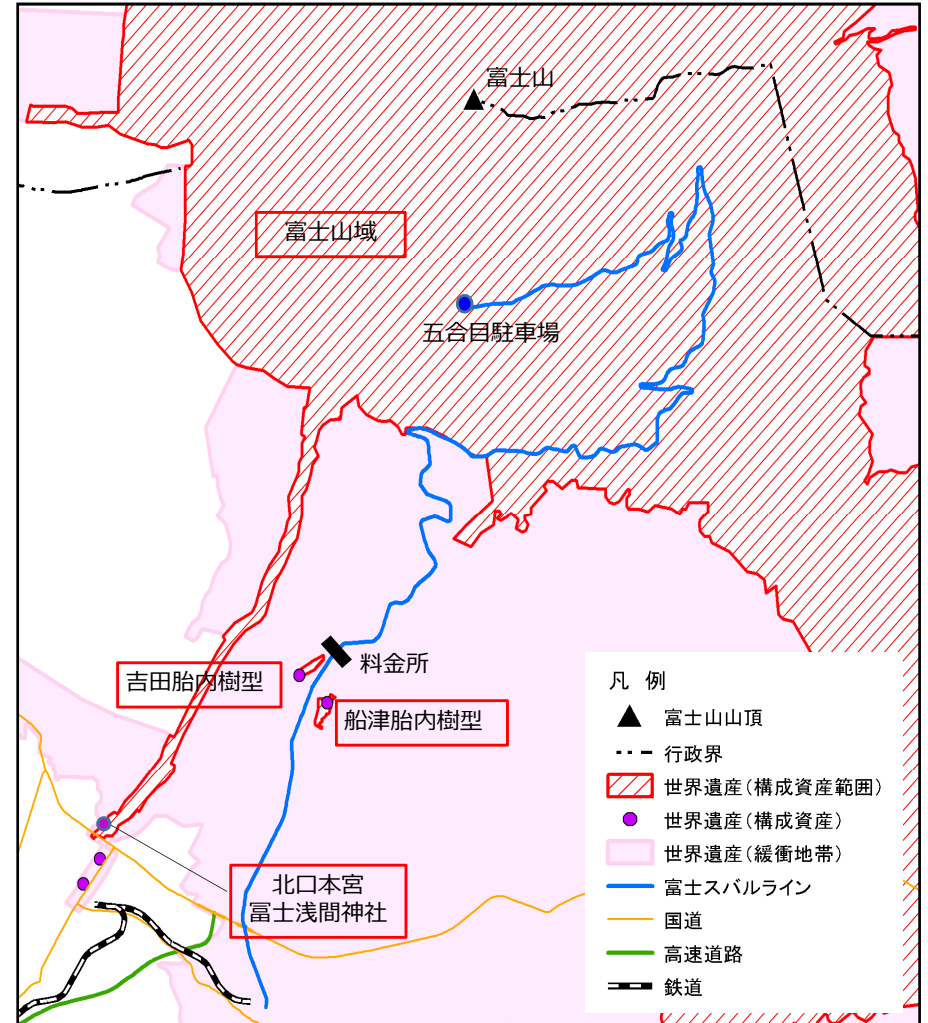 富士山
富士山域
五合目駐車場
料金所
吉田胎内樹型
船津胎内樹型
北口本宮
富士浅間神社
凡 例
富士山山頂
行政界
世界遺産(構成資産範囲)
世界遺産(構成資産)
世界遺産(緩衝地帯)
富士スバルライン
国道
高速道路
鉄道